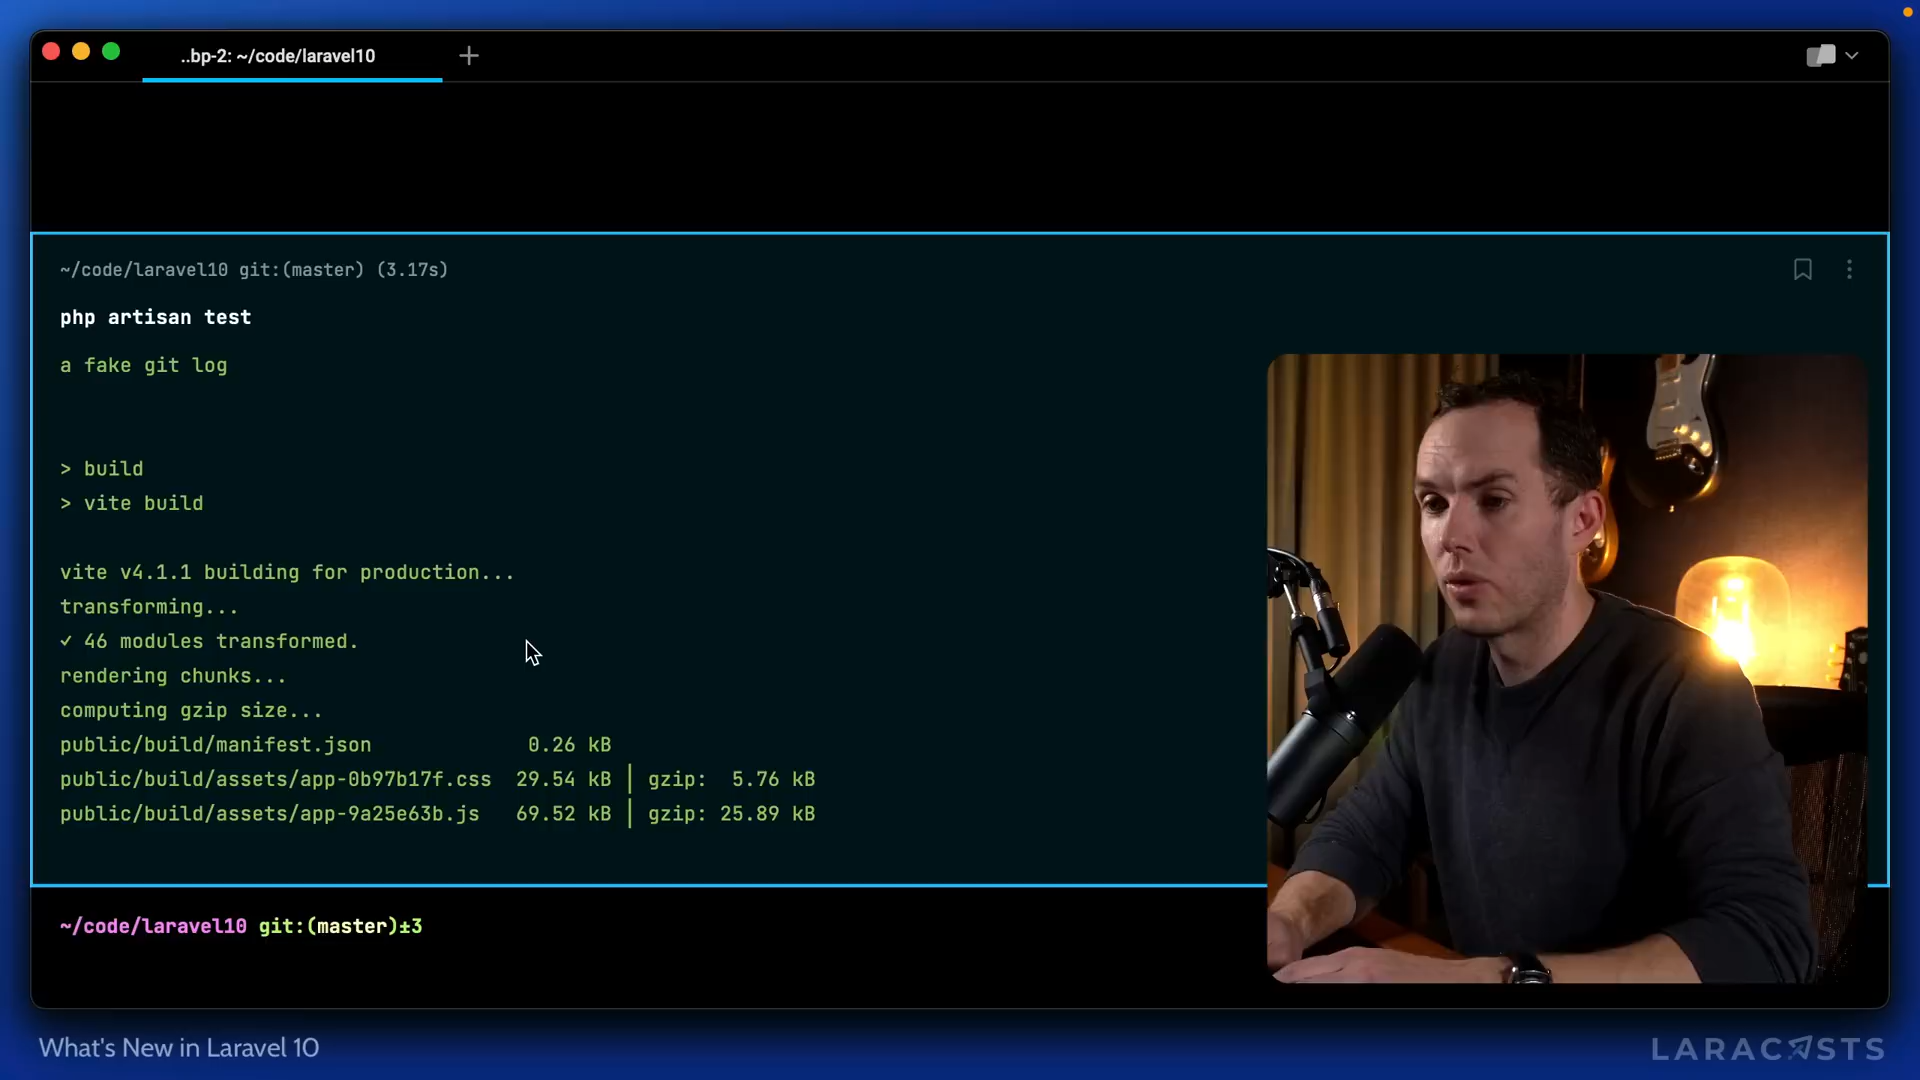 ..bp-2: ~/code/laravel10
~/code/laravel10 git:(master) (3.17s)
php artisan test
a fake git log
> build
> vite build
vite v4.1.1 building for production...
transforming...
✓ 46 modules transformed.
rendering chunks...
computing gzip size...
public/build/manifest.json 0.26 kB
public/build/assets/app-0b97b17f.css 29.54 kB │ gzip: 5.76 kB
public/build/assets/app-9a25e63b.js 69.52 kB │ gzip: 25.89 kB
~/code/laravel10 git:(master)±3
What's New in Laravel 10
LARACASTS